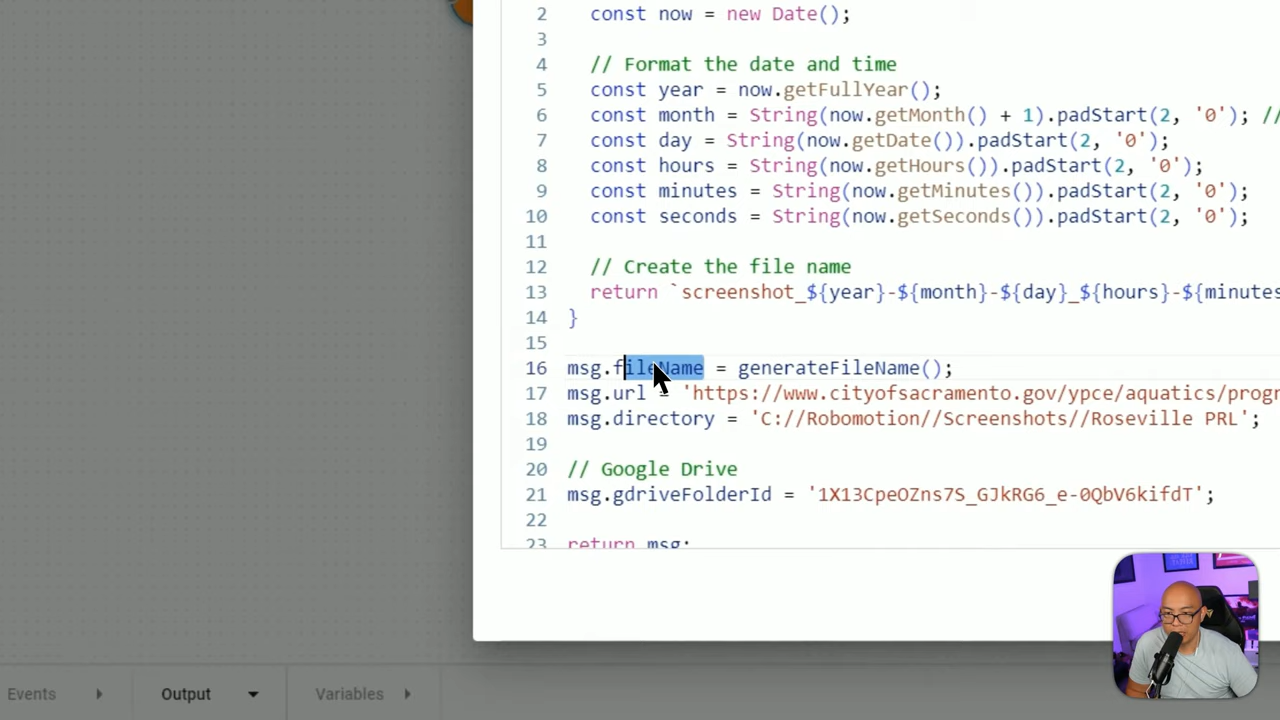 2 const now = new Date();
3
4 // Format the date and time
5 const year = now.getFullYear();
6 const month = String(now.getMonth() + 1).padStart(2, '0'); //
7 const day = String(now.getDate()).padStart(2, '0');
8 const hours = String(now.getHours()).padStart(2, '0');
9 const minutes = String(now.getMinutes()).padStart(2, '0');
10 const seconds = String(now.getSeconds()).padStart(2, '0');
11
12 // Create the file name
13 return `screenshot_${year}-${month}-${day}_${hours}-${minutes
14 }
15
16 msg.fileName = generateFileName();
17 msg.url = 'https://www.cityofsacramento.gov/ypce/aquatics/progr
18 msg.directory = 'C://Robomotion//Screenshots//Roseville PRL';
19
20 // Google Drive
21 msg.gdriveFolderId = '1X13CpeOZns7S_GJkRG6_e-0QbV6kifdT';
22
23 return msg;
Events Output Variables